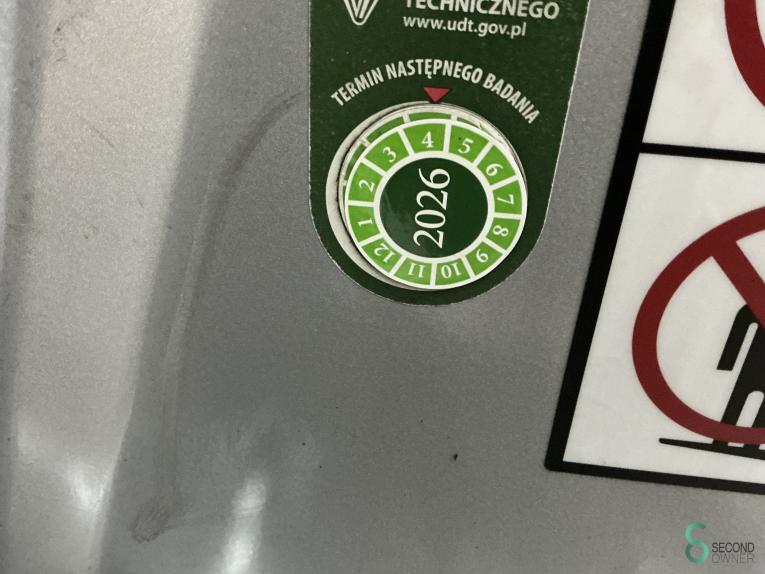 TECHNICZNEGO
www.udt.gov.pl
TERMIN NASTĘPNEGO BADANIA
1 2 3 4 5 6 7 8 9 10 11 12
2026
SECOND
OWNER